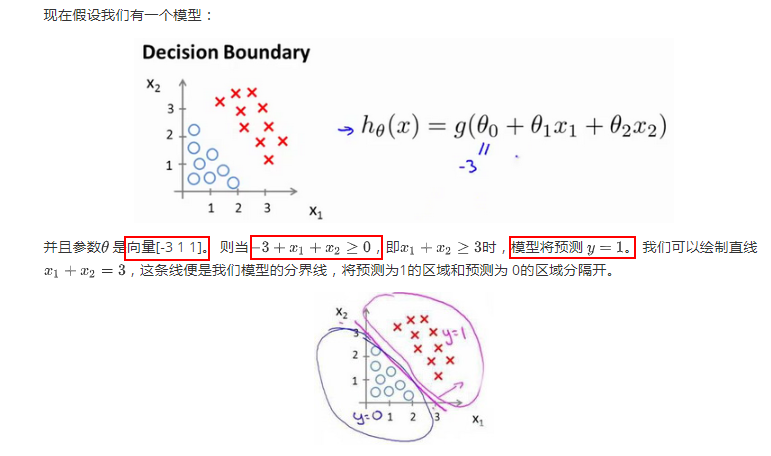 现在假设我们有一个模型：
Decision Boundary
x₂
3
2
1
1 2 3
x₁
→ hθ(x) = g(θ₀ + θ₁x₁ + θ₂x₂)
-3
并且参数θ 是向量[-3 1 1]。 则当−3 + x₁ + x₂ ≥ 0，即x₁ + x₂ ≥ 3时，模型将预测 y = 1。 我们可以绘制直线
x₁ + x₂ = 3，这条线便是我们模型的分界线，将预测为1的区域和预测为 0的区域分隔开。
x₂
3
y=1
2
1
y=0 1 2 3
x₁